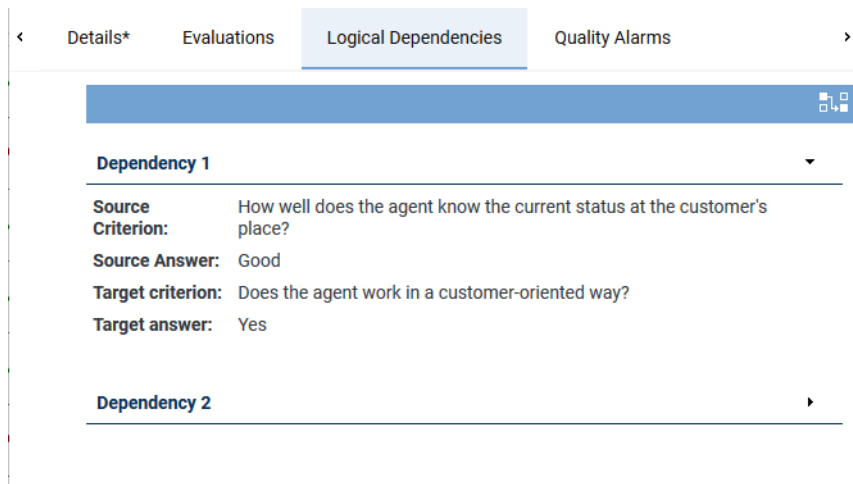 Details* Evaluations Logical Dependencies Quality Alarms
Dependency 1
Source Criterion: How well does the agent know the current status at the customer's place?
Source Answer: Good
Target criterion: Does the agent work in a customer-oriented way?
Target answer: Yes
Dependency 2